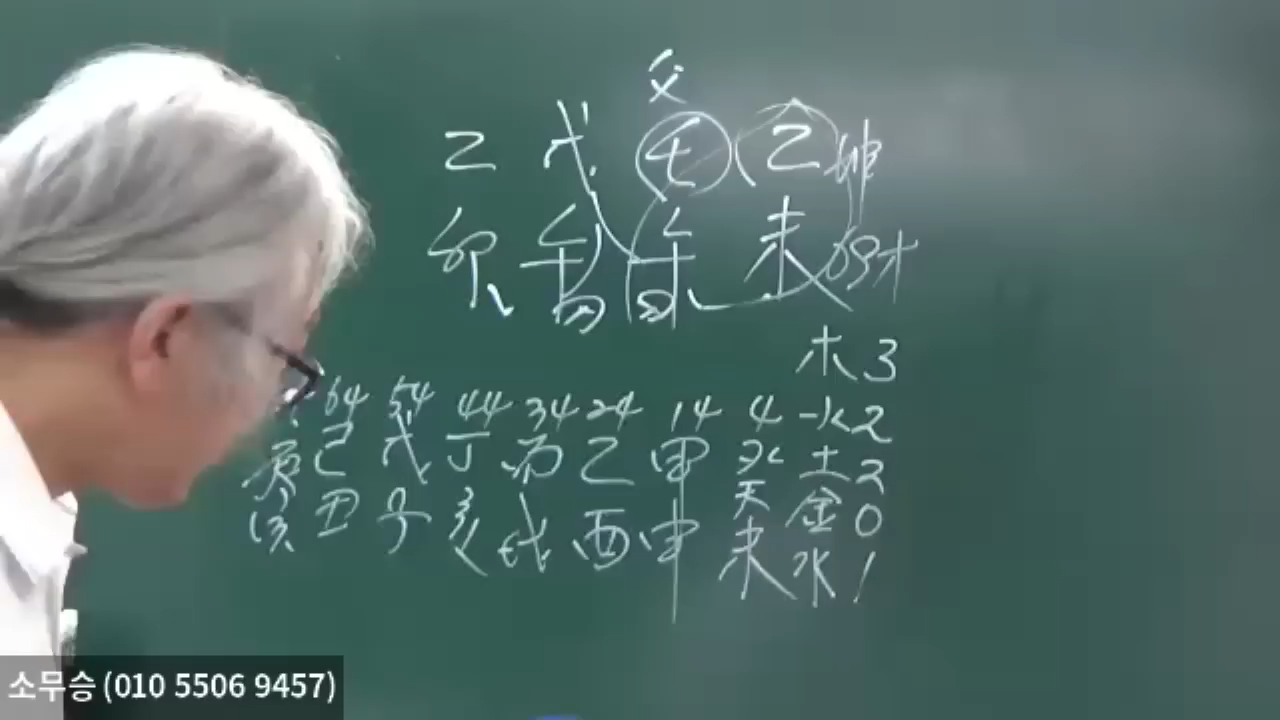 父
乙 戊 壬 乙 坤
卯 午 午 未 69才
木 3
64 54 44 34 24 14 4 火 2
庚 己 戊 丁 丙 乙 甲 癸 土 2
寅 丑 子 亥 戌 酉 申 未 金 0
水 1
소무승 (010 5506 9457)